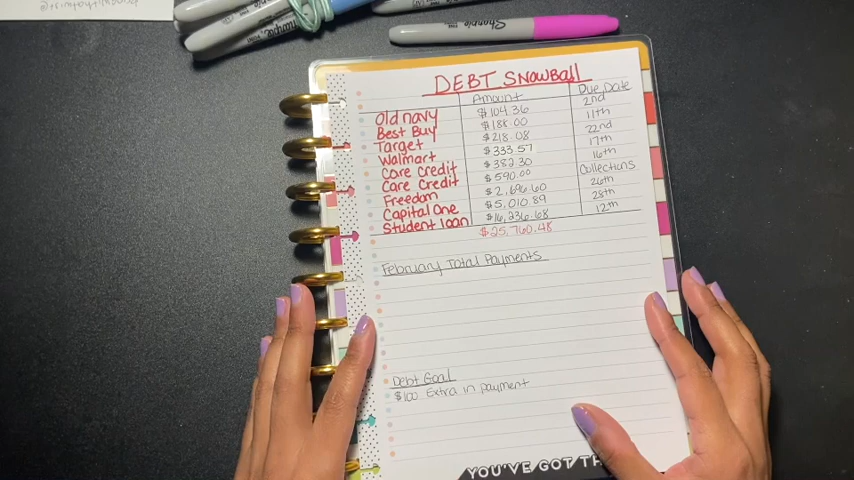 Sharpie
Sharpie
DEBT SNOWBALL
Amount Due Date
Old navy $104.36 2nd
Best Buy $188.00 11th
Target $218.08 22nd
Walmart $333.57 17th
Care Credit $382.30 16th
Care Credit $590.00 Collections
Freedom $2,696.60 26th
Capital One $5,010.89 28th
Student loan $16,236.68 12th
$25,760.48
February Total Payments
Debt Goal
$100 Extra in payment
YOU'VE GOT